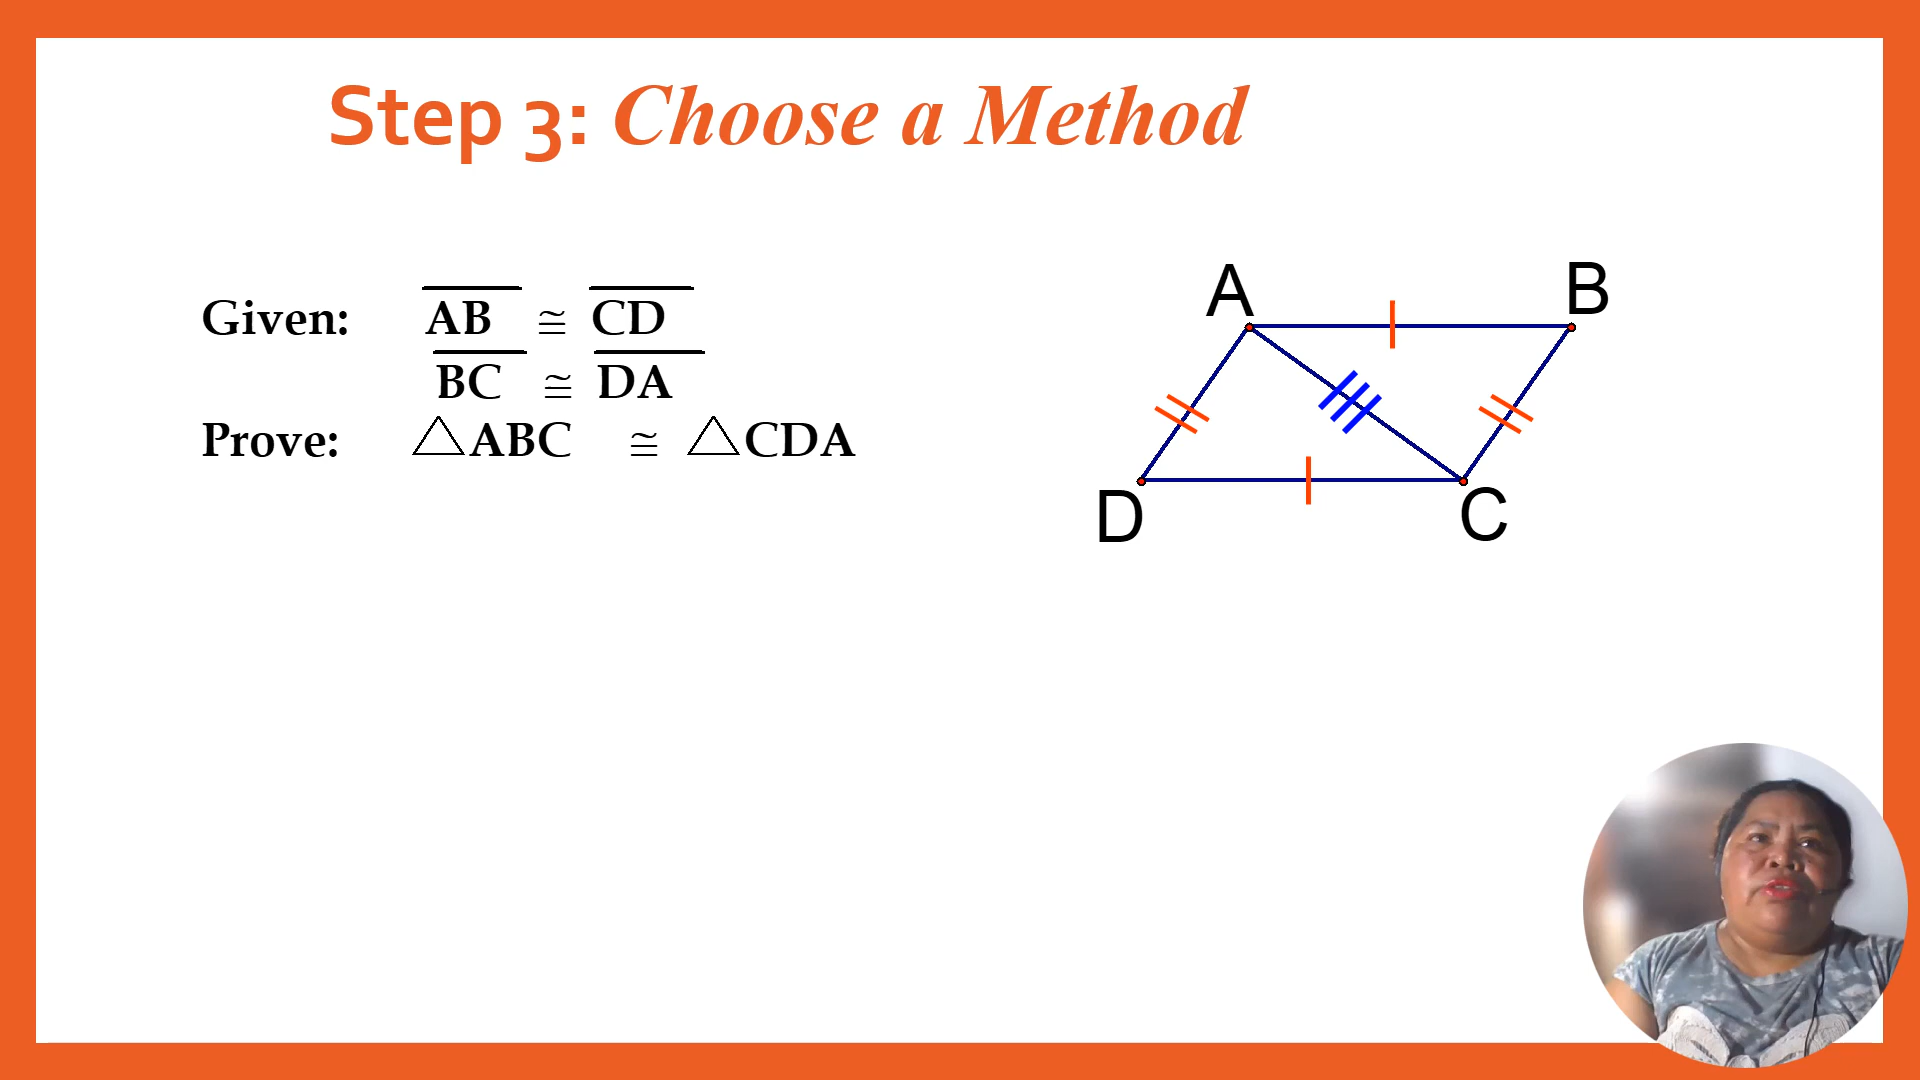 Step 3: Choose a Method
Given: AB ≅ CD
BC ≅ DA
Prove: △ABC ≅ △CDA
A
B
D
C